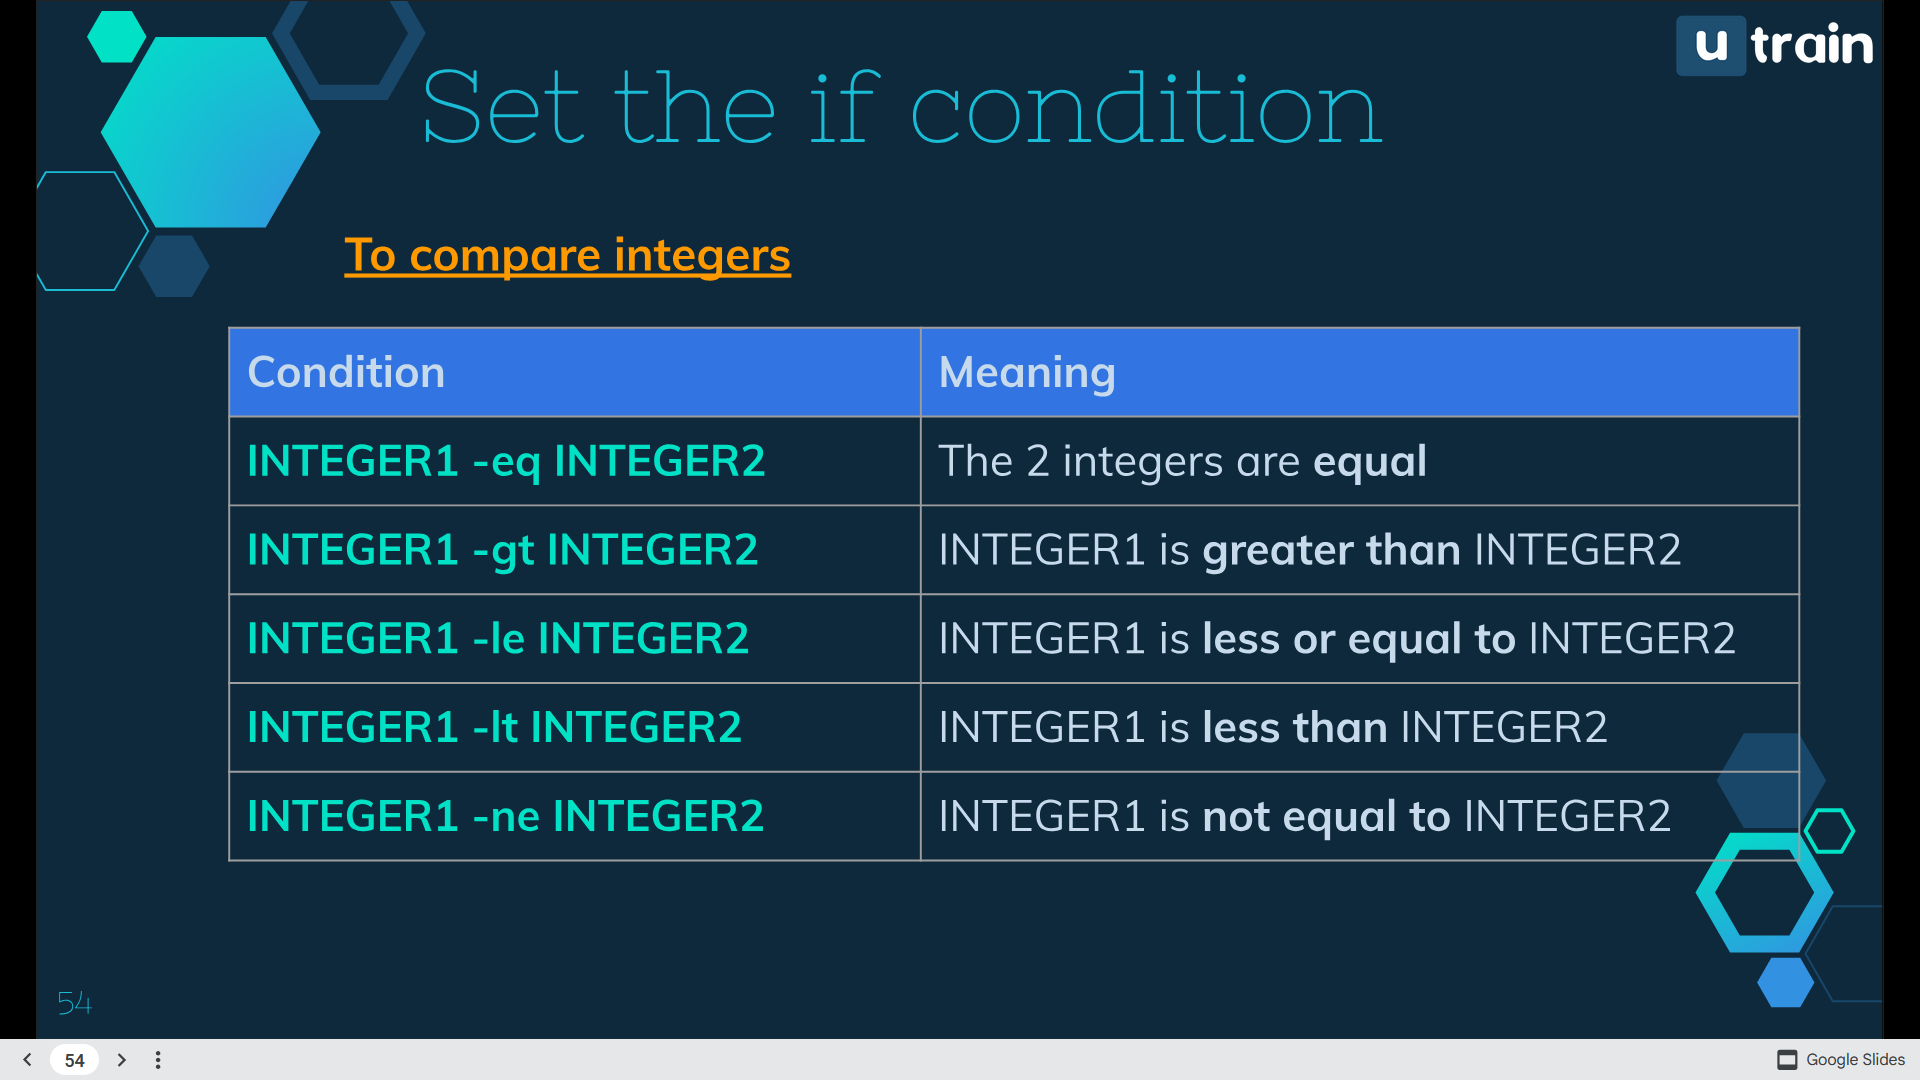 u train
Set the if condition
To compare integers
Condition Meaning
INTEGER1 -eq INTEGER2 The 2 integers are equal
INTEGER1 -gt INTEGER2 INTEGER1 is greater than INTEGER2
INTEGER1 -le INTEGER2 INTEGER1 is less or equal to INTEGER2
INTEGER1 -lt INTEGER2 INTEGER1 is less than INTEGER2
INTEGER1 -ne INTEGER2 INTEGER1 is not equal to INTEGER2
54
54 Google Slides